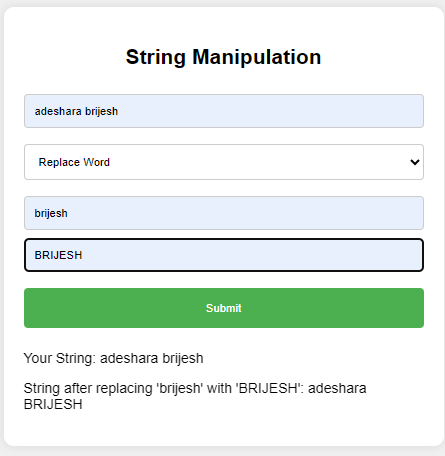 String Manipulation
adeshara brijesh
Replace Word
brijesh
BRIJESH
Submit
Your String: adeshara brijesh
String after replacing 'brijesh' with 'BRIJESH': adeshara
BRIJESH